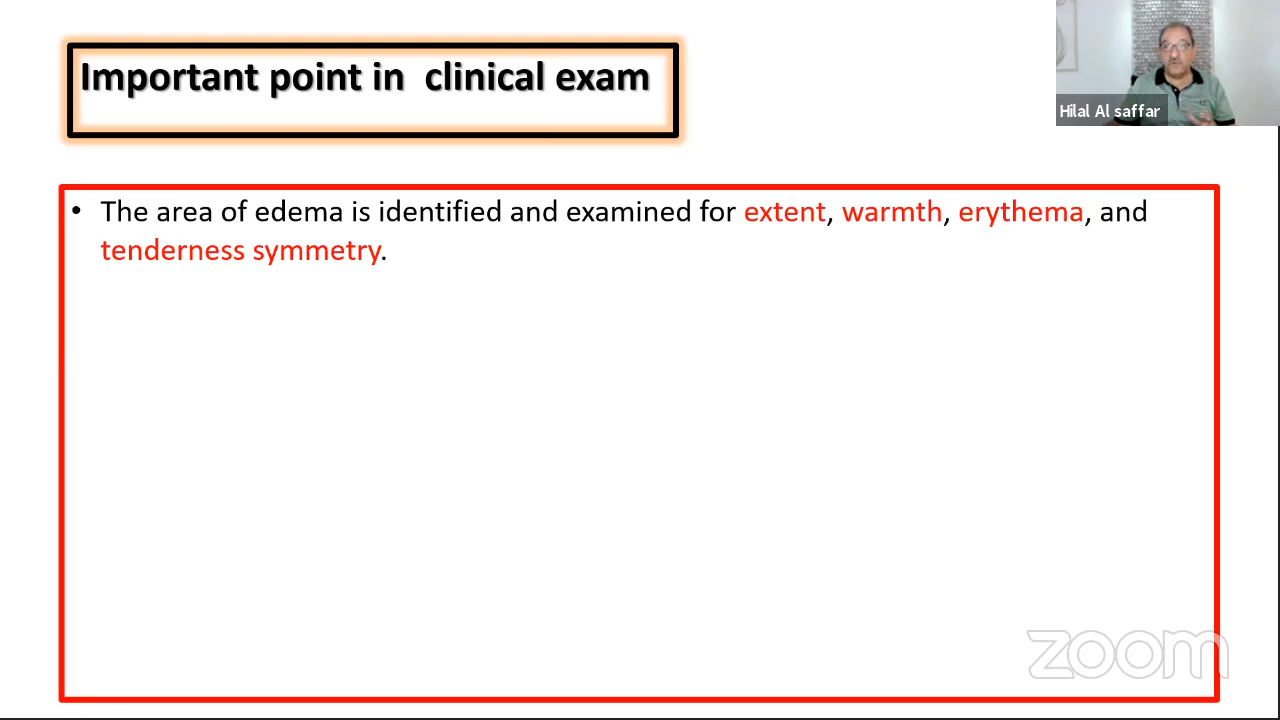 Important point in clinical exam
Hilal Al saffar
• The area of edema is identified and examined for extent, warmth, erythema, and
tenderness symmetry.
zoom